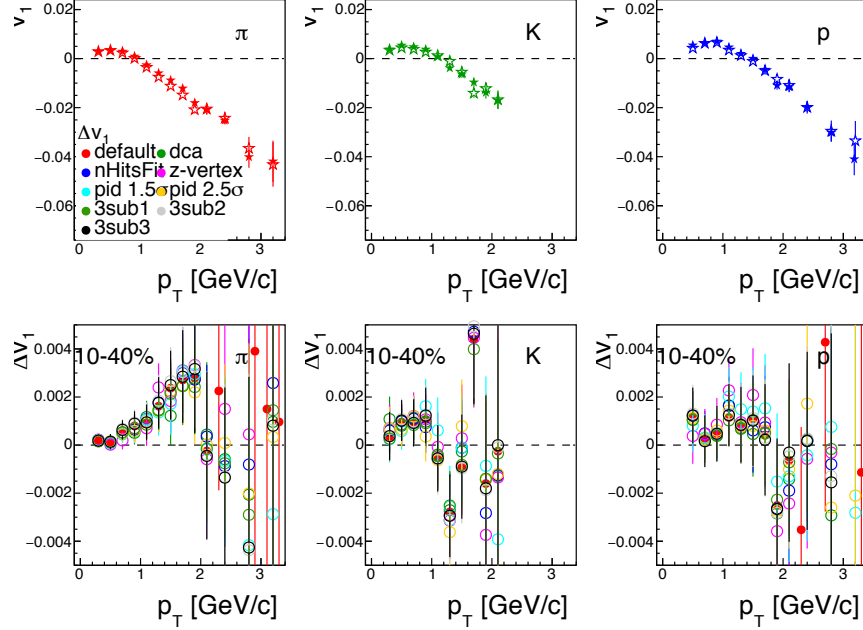 v1 π
0.02
0
−0.02
−0.04
−0.06
Δv1
default dca
nHitsFit z-vertex
pid 1.5σ pid 2.5σ
3sub1 3sub2
3sub3
0 1 2 3
pT [GeV/c]
v1 K
0.02
0
−0.02
−0.04
−0.06
0 1 2 3
pT [GeV/c]
v1 p
0.02
0
−0.02
−0.04
−0.06
0 1 2 3
pT [GeV/c]
Δv1 10-40% π
0.004
0.002
0
−0.002
−0.004
0 1 2 3
pT [GeV/c]
Δv1 10-40% K
0.004
0.002
0
−0.002
−0.004
0 1 2 3
pT [GeV/c]
Δv1 10-40% p
0.004
0.002
0
−0.002
−0.004
0 1 2 3
pT [GeV/c]